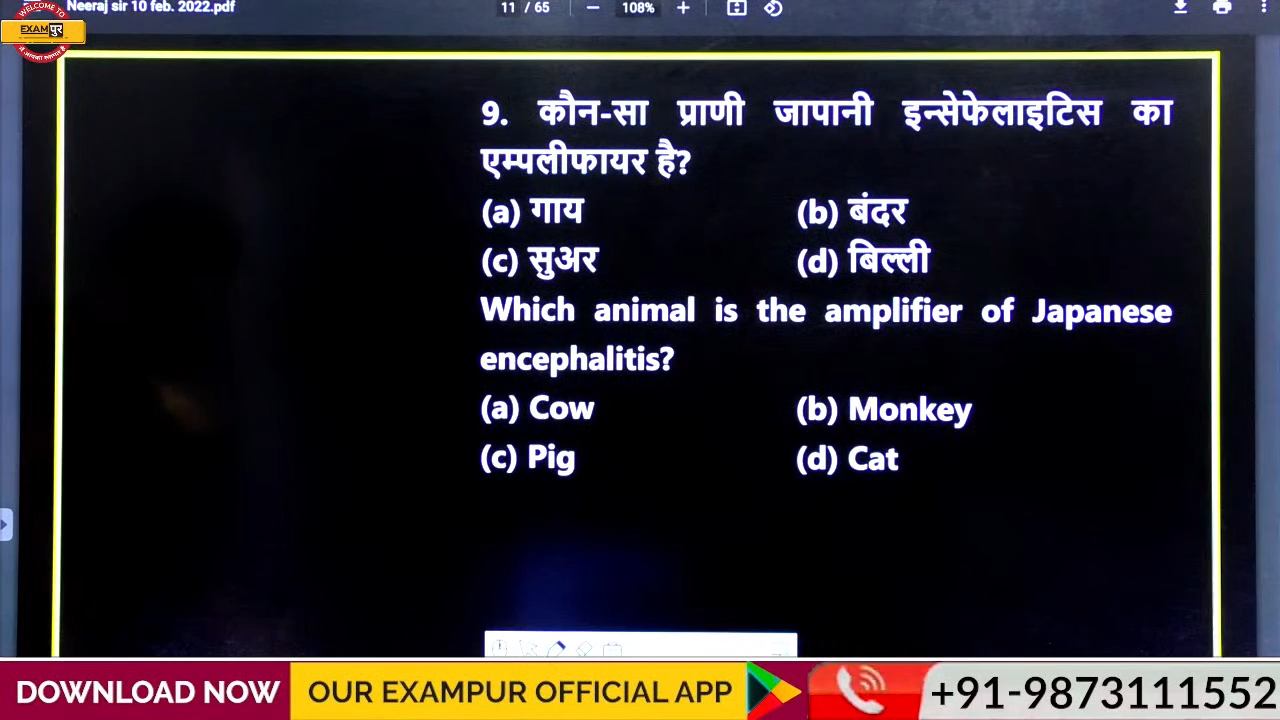 WELCOME TO
EXAMपुर
Neeraj sir 10 feb. 2022.pdf
11 / 65
108%
9. कौन-सा प्राणी जापानी इन्सेफेलाइटिस का
एम्पलीफायर है?
(a) गाय (b) बंदर
(c) सुअर (d) बिल्ली
Which animal is the amplifier of Japanese
encephalitis?
(a) Cow (b) Monkey
(c) Pig (d) Cat
DOWNLOAD NOW OUR EXAMPUR OFFICIAL APP +91-9873111552